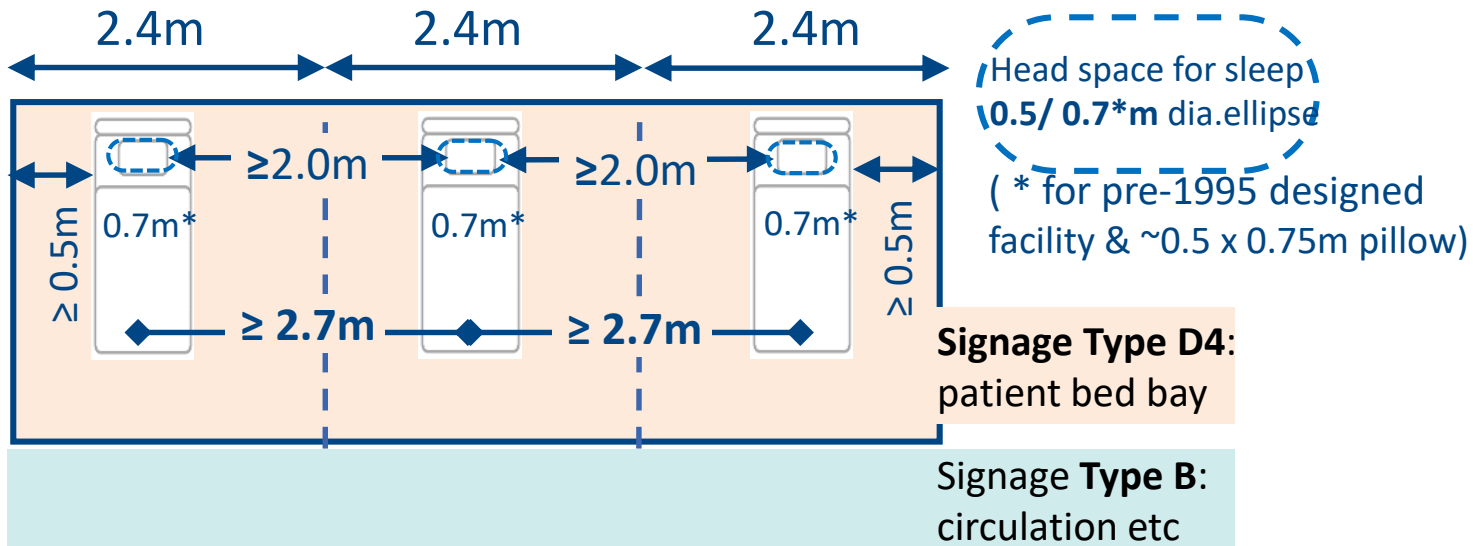 2.4m 2.4m 2.4m
Head space for sleep
0.5/ 0.7*m dia.ellipse
( * for pre-1995 designed
facility & ~0.5 x 0.75m pillow)
≥2.0m ≥2.0m
≥ 0.5m
0.7m* 0.7m* 0.7m*
≥ 0.5m
≥ 2.7m ≥ 2.7m
Signage Type D4:
patient bed bay
Signage Type B:
circulation etc